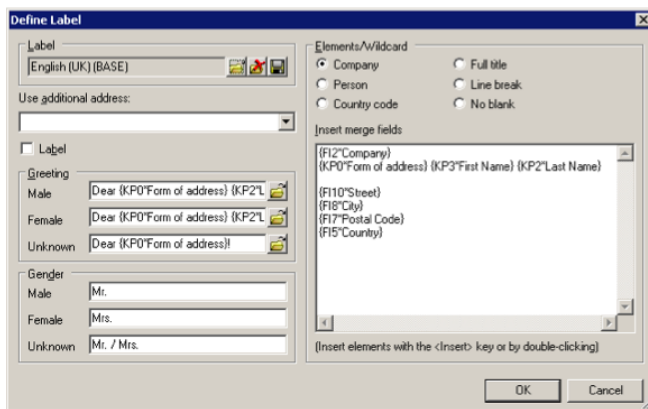 Define Label
Label
English (UK) (BASE)
Use additional address:
Label
Greeting
Male
Dear {KP0"Form of address} {KP2"L
Female
Dear {KP0"Form of address} {KP2"L
Unknown
Dear {KP0"Form of address}!
Gender
Male
Mr.
Female
Mrs.
Unknown
Mr. / Mrs.
Elements/Wildcard
Company
Full title
Person
Line break
Country code
No blank
Insert merge fields
{FI2"Company}
{KP0"Form of address} {KP3"First Name} {KP2"Last Name}
{FI10"Street}
{FI8"City}
{FI7"Postal Code}
{FI5"Country}
(Insert elements with the <Insert> key or by double-clicking)
OK
Cancel